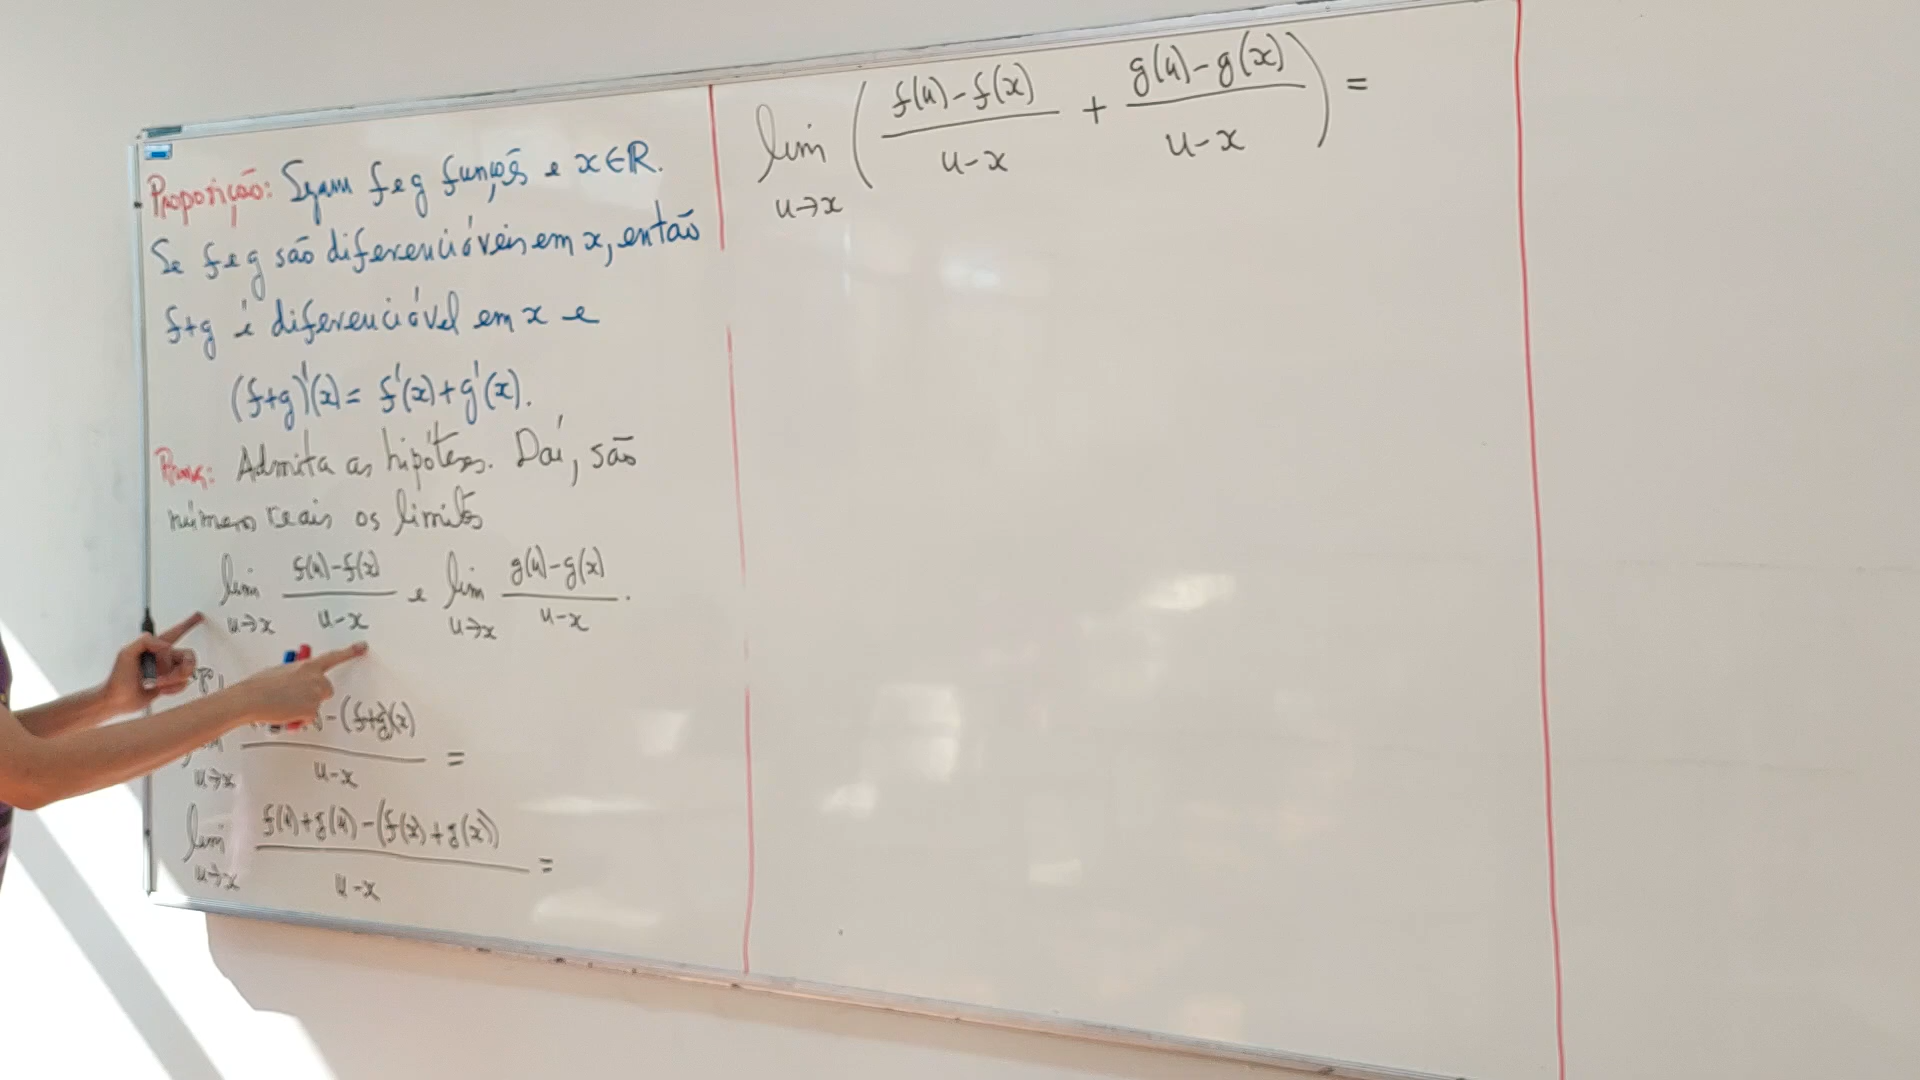 Proposição: Sejam f e g funções e x∈ℝ.
Se f e g são diferenciáveis em x, então
f+g é diferenciável em x e
(f+g)'(x) = f'(x)+g'(x).
Prova: Admita as hipóteses. Daí, são
números reais os limites
lim u→x (f(u)-f(x))/(u-x) e lim u→x (g(u)-g(x))/(u-x).
-(f+g)(x)
u→x u-x =
lim u→x (f(u)+g(u)-(f(x)+g(x)))/(u-x) =
lim u→x ( (f(u)-f(x))/(u-x) + (g(u)-g(x))/(u-x) ) =